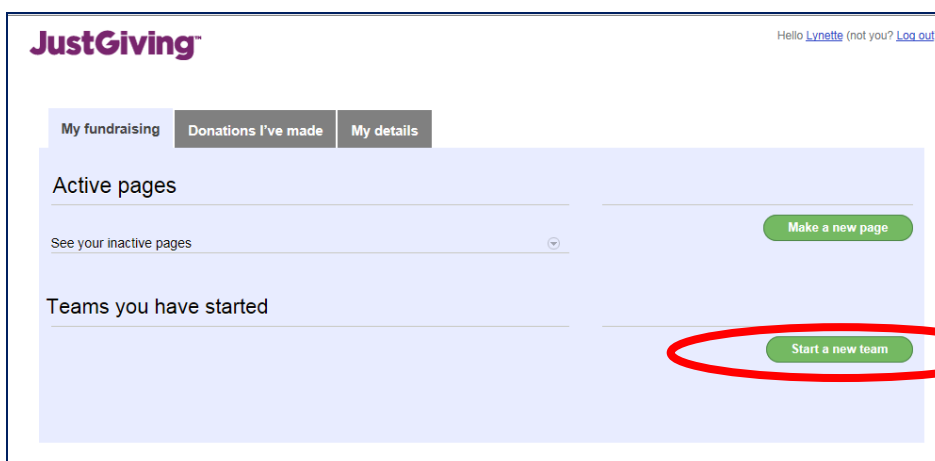 JustGiving™
Hello Lynette (not you? Log out
My fundraising
Donations I've made
My details
Active pages
Make a new page
See your inactive pages
Teams you have started
Start a new team